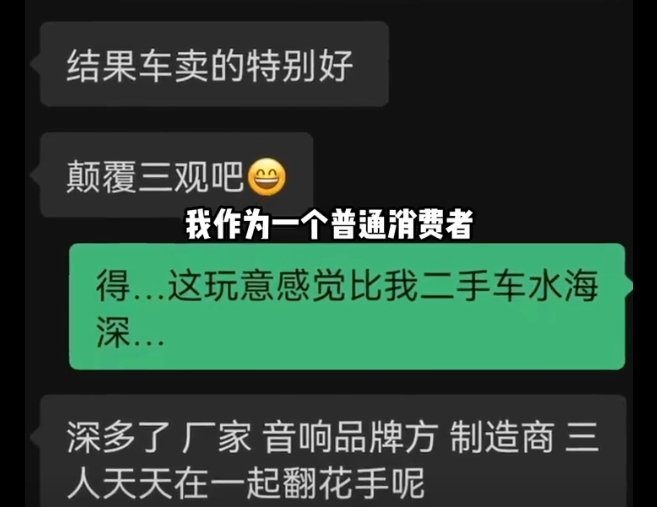 结果车卖的特别好
颠覆三观吧😄
我作为一个普通消费者
得...这玩意感觉比我二手车水海
深...
深多了 厂家 音响品牌方 制造商 三
人天天在一起翻花手呢